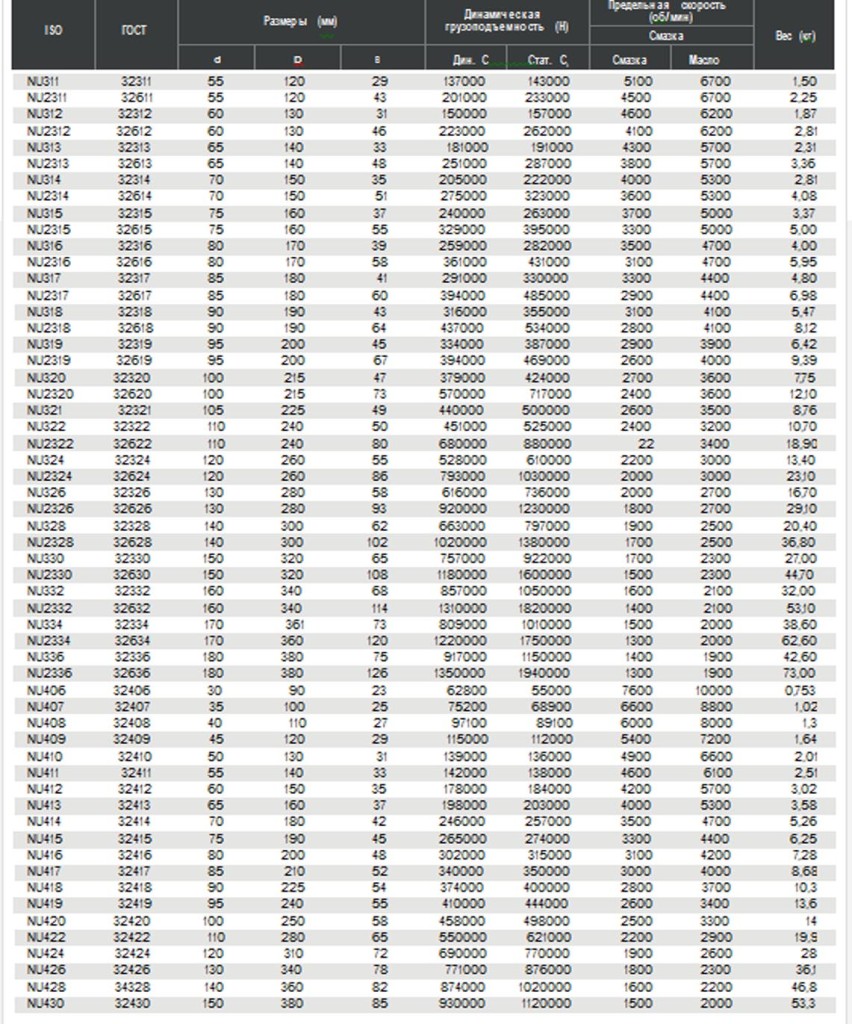 ISO ГОСТ Размеры (мм) Динамическая грузоподъемность (Н) Предельная скорость (об/мин) Вес (кг)
Смазка
d D B Дин. C Стат. C Смазка Масло
NU311 32311 55 120 29 137000 143000 5100 6700 1,50
NU2311 32611 55 120 43 201000 233000 4500 6700 2,25
NU312 32312 60 130 31 150000 157000 4600 6200 1,87
NU2312 32612 60 130 46 223000 262000 4100 6200 2,81
NU313 32313 65 140 33 181000 191000 4300 5700 2,31
NU2313 32613 65 140 48 251000 287000 3800 5700 3,36
NU314 32314 70 150 35 205000 222000 4000 5300 2,81
NU2314 32614 70 150 51 275000 323000 3600 5300 4,08
NU315 32315 75 160 37 240000 263000 3700 5000 3,37
NU2315 32615 75 160 55 329000 395000 3300 5000 5,00
NU316 32316 80 170 39 259000 282000 3500 4700 4,00
NU2316 32616 80 170 58 361000 431000 3100 4700 5,95
NU317 32317 85 180 41 291000 330000 3300 4400 4,80
NU2317 32617 85 180 60 394000 485000 2900 4400 6,98
NU318 32318 90 190 43 316000 355000 3100 4100 5,47
NU2318 32618 90 190 64 437000 534000 2800 4100 8,12
NU319 32319 95 200 45 334000 387000 2900 3900 6,42
NU2319 32619 95 200 67 394000 469000 2600 4000 9,39
NU320 32320 100 215 47 379000 424000 2700 3600 7,75
NU2320 32620 100 215 73 570000 717000 2400 3600 12,10
NU321 32321 105 225 49 440000 500000 2600 3500 8,76
NU322 32322 110 240 50 451000 525000 2400 3200 10,70
NU2322 32622 110 240 80 680000 880000 22 3400 18,90
NU324 32324 120 260 55 528000 610000 2200 3000 13,40
NU2324 32624 120 260 86 793000 1030000 2000 3000 23,10
NU326 32326 130 280 58 616000 736000 2000 2700 16,70
NU2326 32626 130 280 93 920000 1230000 1800 2700 29,10
NU328 32328 140 300 62 663000 797000 1900 2500 20,40
NU2328 32628 140 300 102 1020000 1380000 1700 2500 36,80
NU330 32330 150 320 65 757000 922000 1700 2300 27,00
NU2330 32630 150 320 108 1180000 1600000 1500 2300 44,70
NU332 32332 160 340 68 857000 1050000 1600 2100 32,00
NU2332 32632 160 340 114 1310000 1820000 1400 2100 53,10
NU334 32334 170 361 73 809000 1010000 1500 2000 38,60
NU2334 32634 170 360 120 1220000 1750000 1300 2000 62,60
NU336 32336 180 380 75 917000 1150000 1400 1900 42,60
NU2336 32636 180 380 126 1350000 1940000 1300 1900 73,00
NU406 32406 30 90 23 62800 55000 7600 10000 0,753
NU407 32407 35 100 25 75200 68900 6600 8800 1,02
NU408 32408 40 110 27 97100 89100 6000 8000 1,3
NU409 32409 45 120 29 115000 112000 5400 7200 1,64
NU410 32410 50 130 31 139000 136000 4900 6600 2,01
NU411 32411 55 140 33 142000 138000 4600 6100 2,51
NU412 32412 60 150 35 178000 184000 4200 5700 3,02
NU413 32413 65 160 37 198000 203000 4000 5300 3,58
NU414 32414 70 180 42 246000 257000 3500 4700 5,26
NU415 32415 75 190 45 265000 274000 3300 4400 6,25
NU416 32416 80 200 48 302000 315000 3100 4200 7,28
NU417 32417 85 210 52 340000 350000 3000 4000 8,68
NU418 32418 90 225 54 374000 400000 2800 3700 10,3
NU419 32419 95 240 55 410000 444000 2600 3400 13,6
NU420 32420 100 250 58 458000 498000 2500 3300 14
NU422 32422 110 280 65 550000 621000 2200 2900 19,9
NU424 32424 120 310 72 690000 770000 1900 2600 28
NU426 32426 130 340 78 771000 876000 1800 2300 36,1
NU428 34328 140 360 82 874000 1020000 1600 2200 46,8
NU430 32430 150 380 85 930000 1120000 1500 2000 53,3